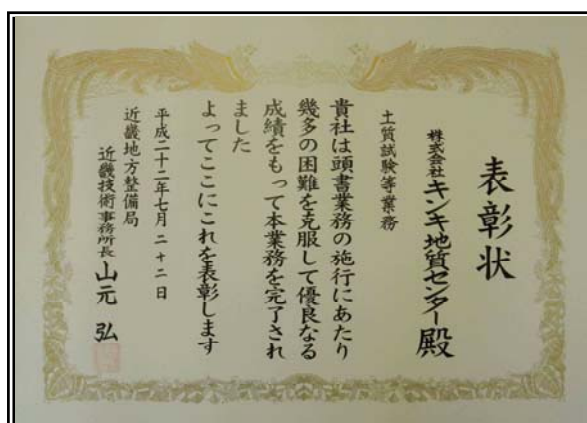 表彰状
株式会社キンキ地質センター殿
土質試験等業務
貴社は頭書業務の施行にあたり
幾多の困難を克服して優良なる
成績をもって本業務を完了され
ました
よってここにこれを表彰します
平成二十二年七月二十二日
近畿地方整備局
近畿技術事務所長 山元 弘